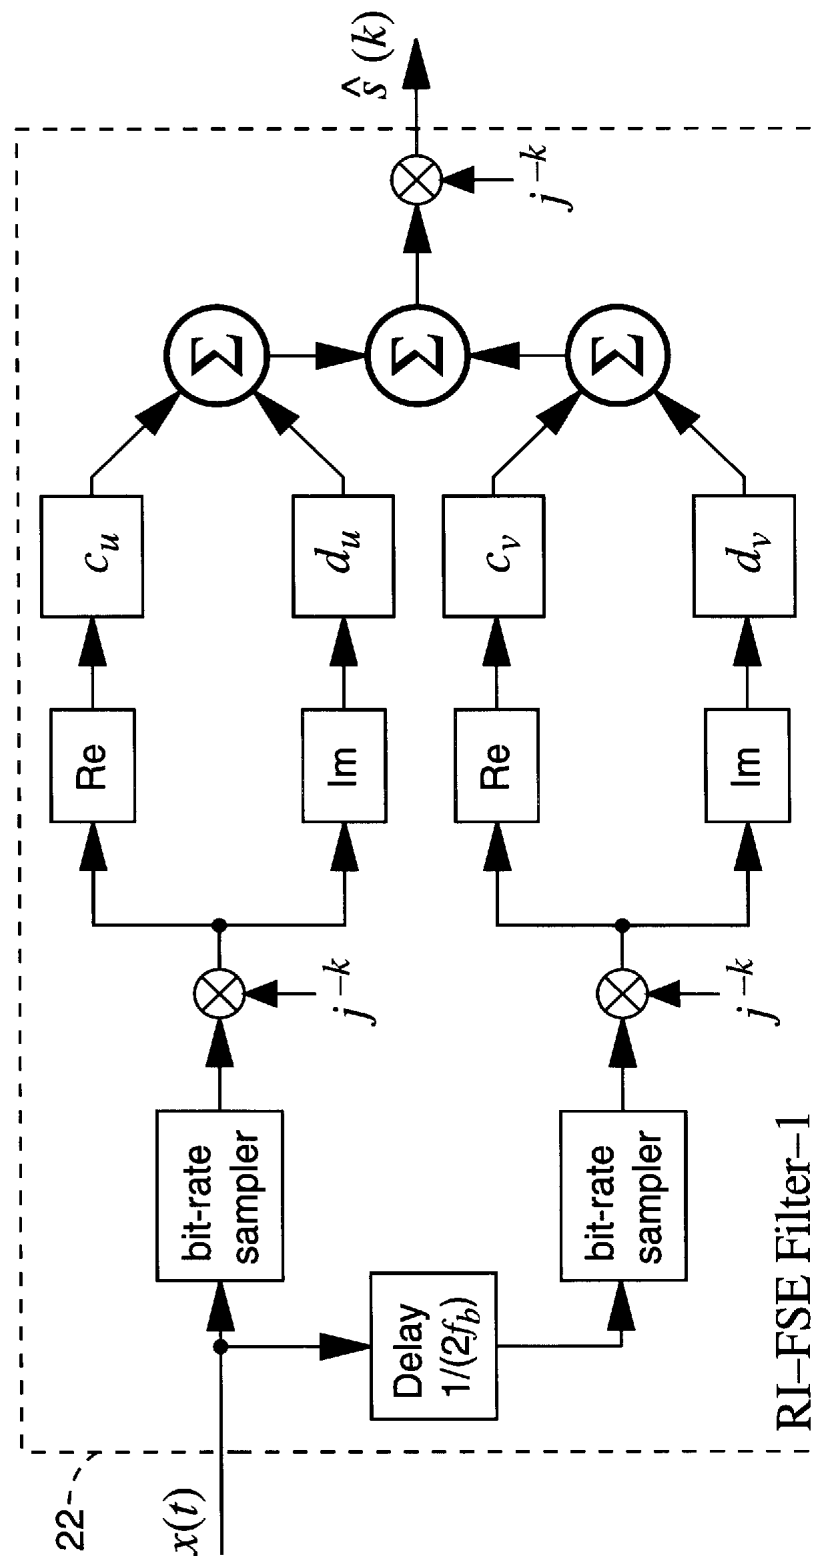 22
x(t)
bit-rate
sampler
j^{-k}
Re
c_u
Im
d_u
Σ
Delay
1/(2f_b)
bit-rate
sampler
j^{-k}
Re
c_v
Im
d_v
Σ
Σ
j^{-k}
ŝ (k)
RI–FSE Filter–1